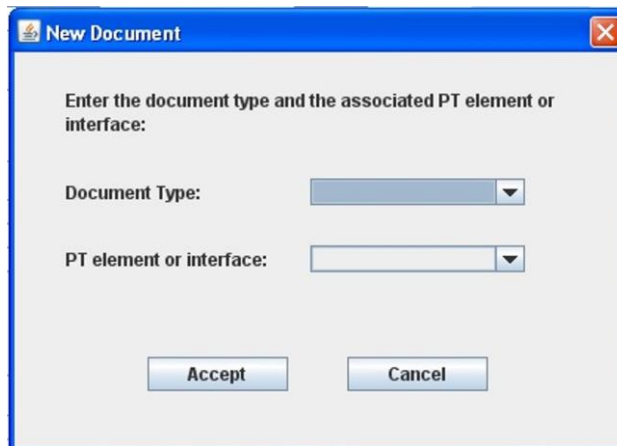 New Document
Enter the document type and the associated PT element or
interface:
Document Type:
PT element or interface:
Accept
Cancel